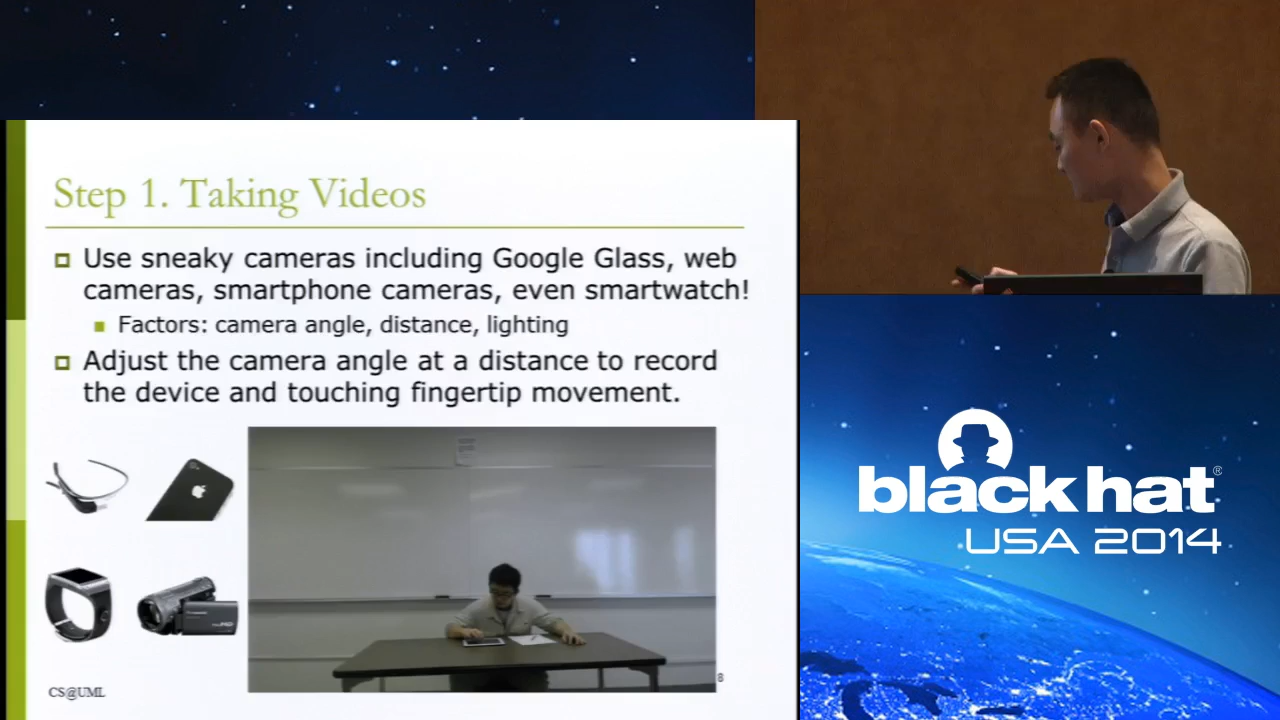 Step 1. Taking Videos
Use sneaky cameras including Google Glass, web
cameras, smartphone cameras, even smartwatch!
Factors: camera angle, distance, lighting
Adjust the camera angle at a distance to record
the device and touching fingertip movement.
8
CS@UML
black hat®
USA 2014